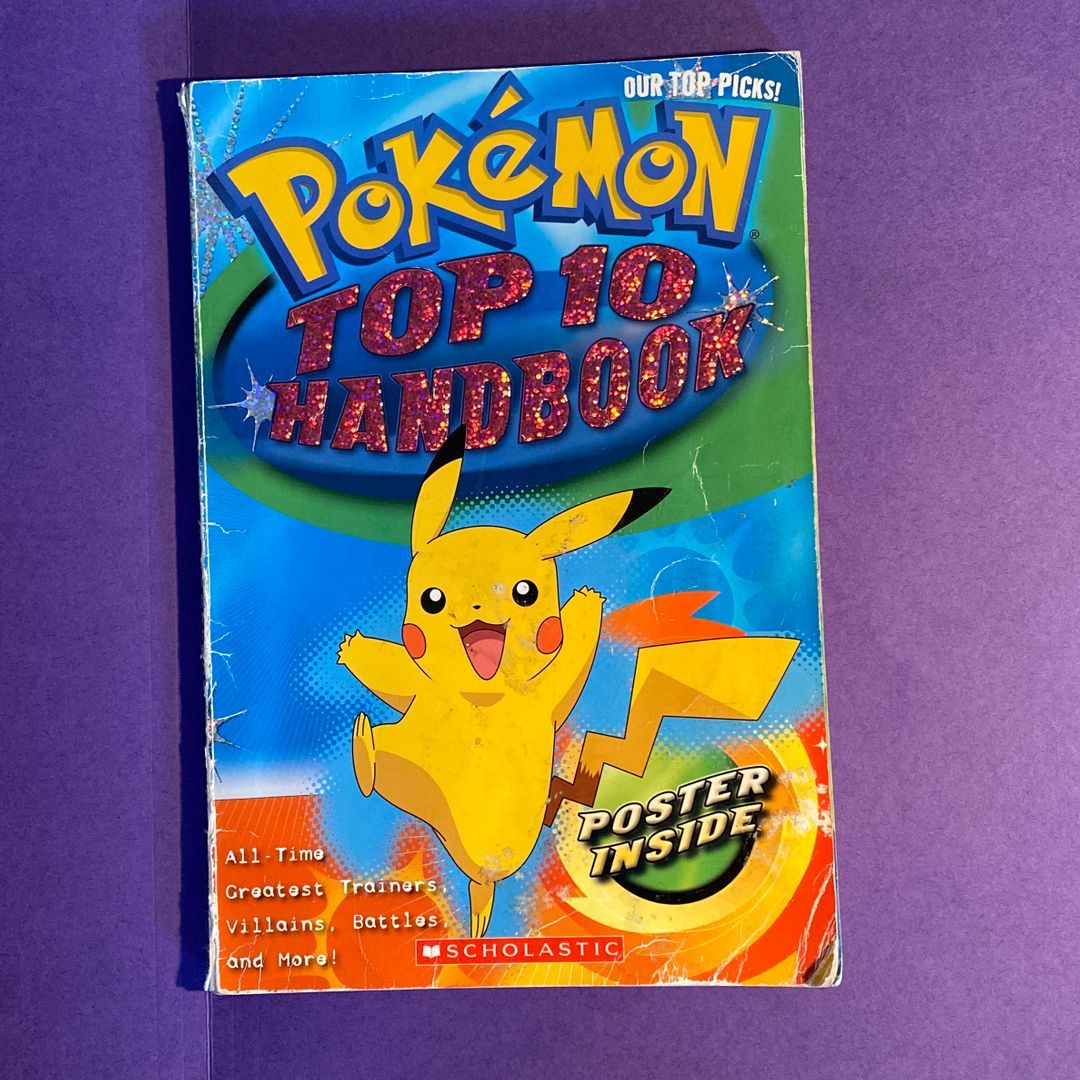 OUR TOP PICKS!
POKéMON®
TOP 10
HANDBOOK
POSTER
INSIDE
All-Time
Greatest Trainers,
Villains, Battles,
and More!
SCHOLASTIC